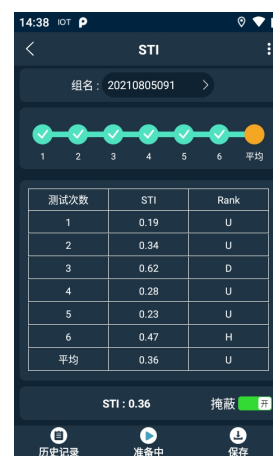 14:38 IOT P
STI
组名: 20210805091
1 2 3 4 5 6 平均
测试次数 STI Rank
1 0.19 U
2 0.34 U
3 0.62 D
4 0.28 U
5 0.23 U
6 0.47 H
平均 0.36 U
STI : 0.36 掩蔽 开
历史记录 准备中 保存